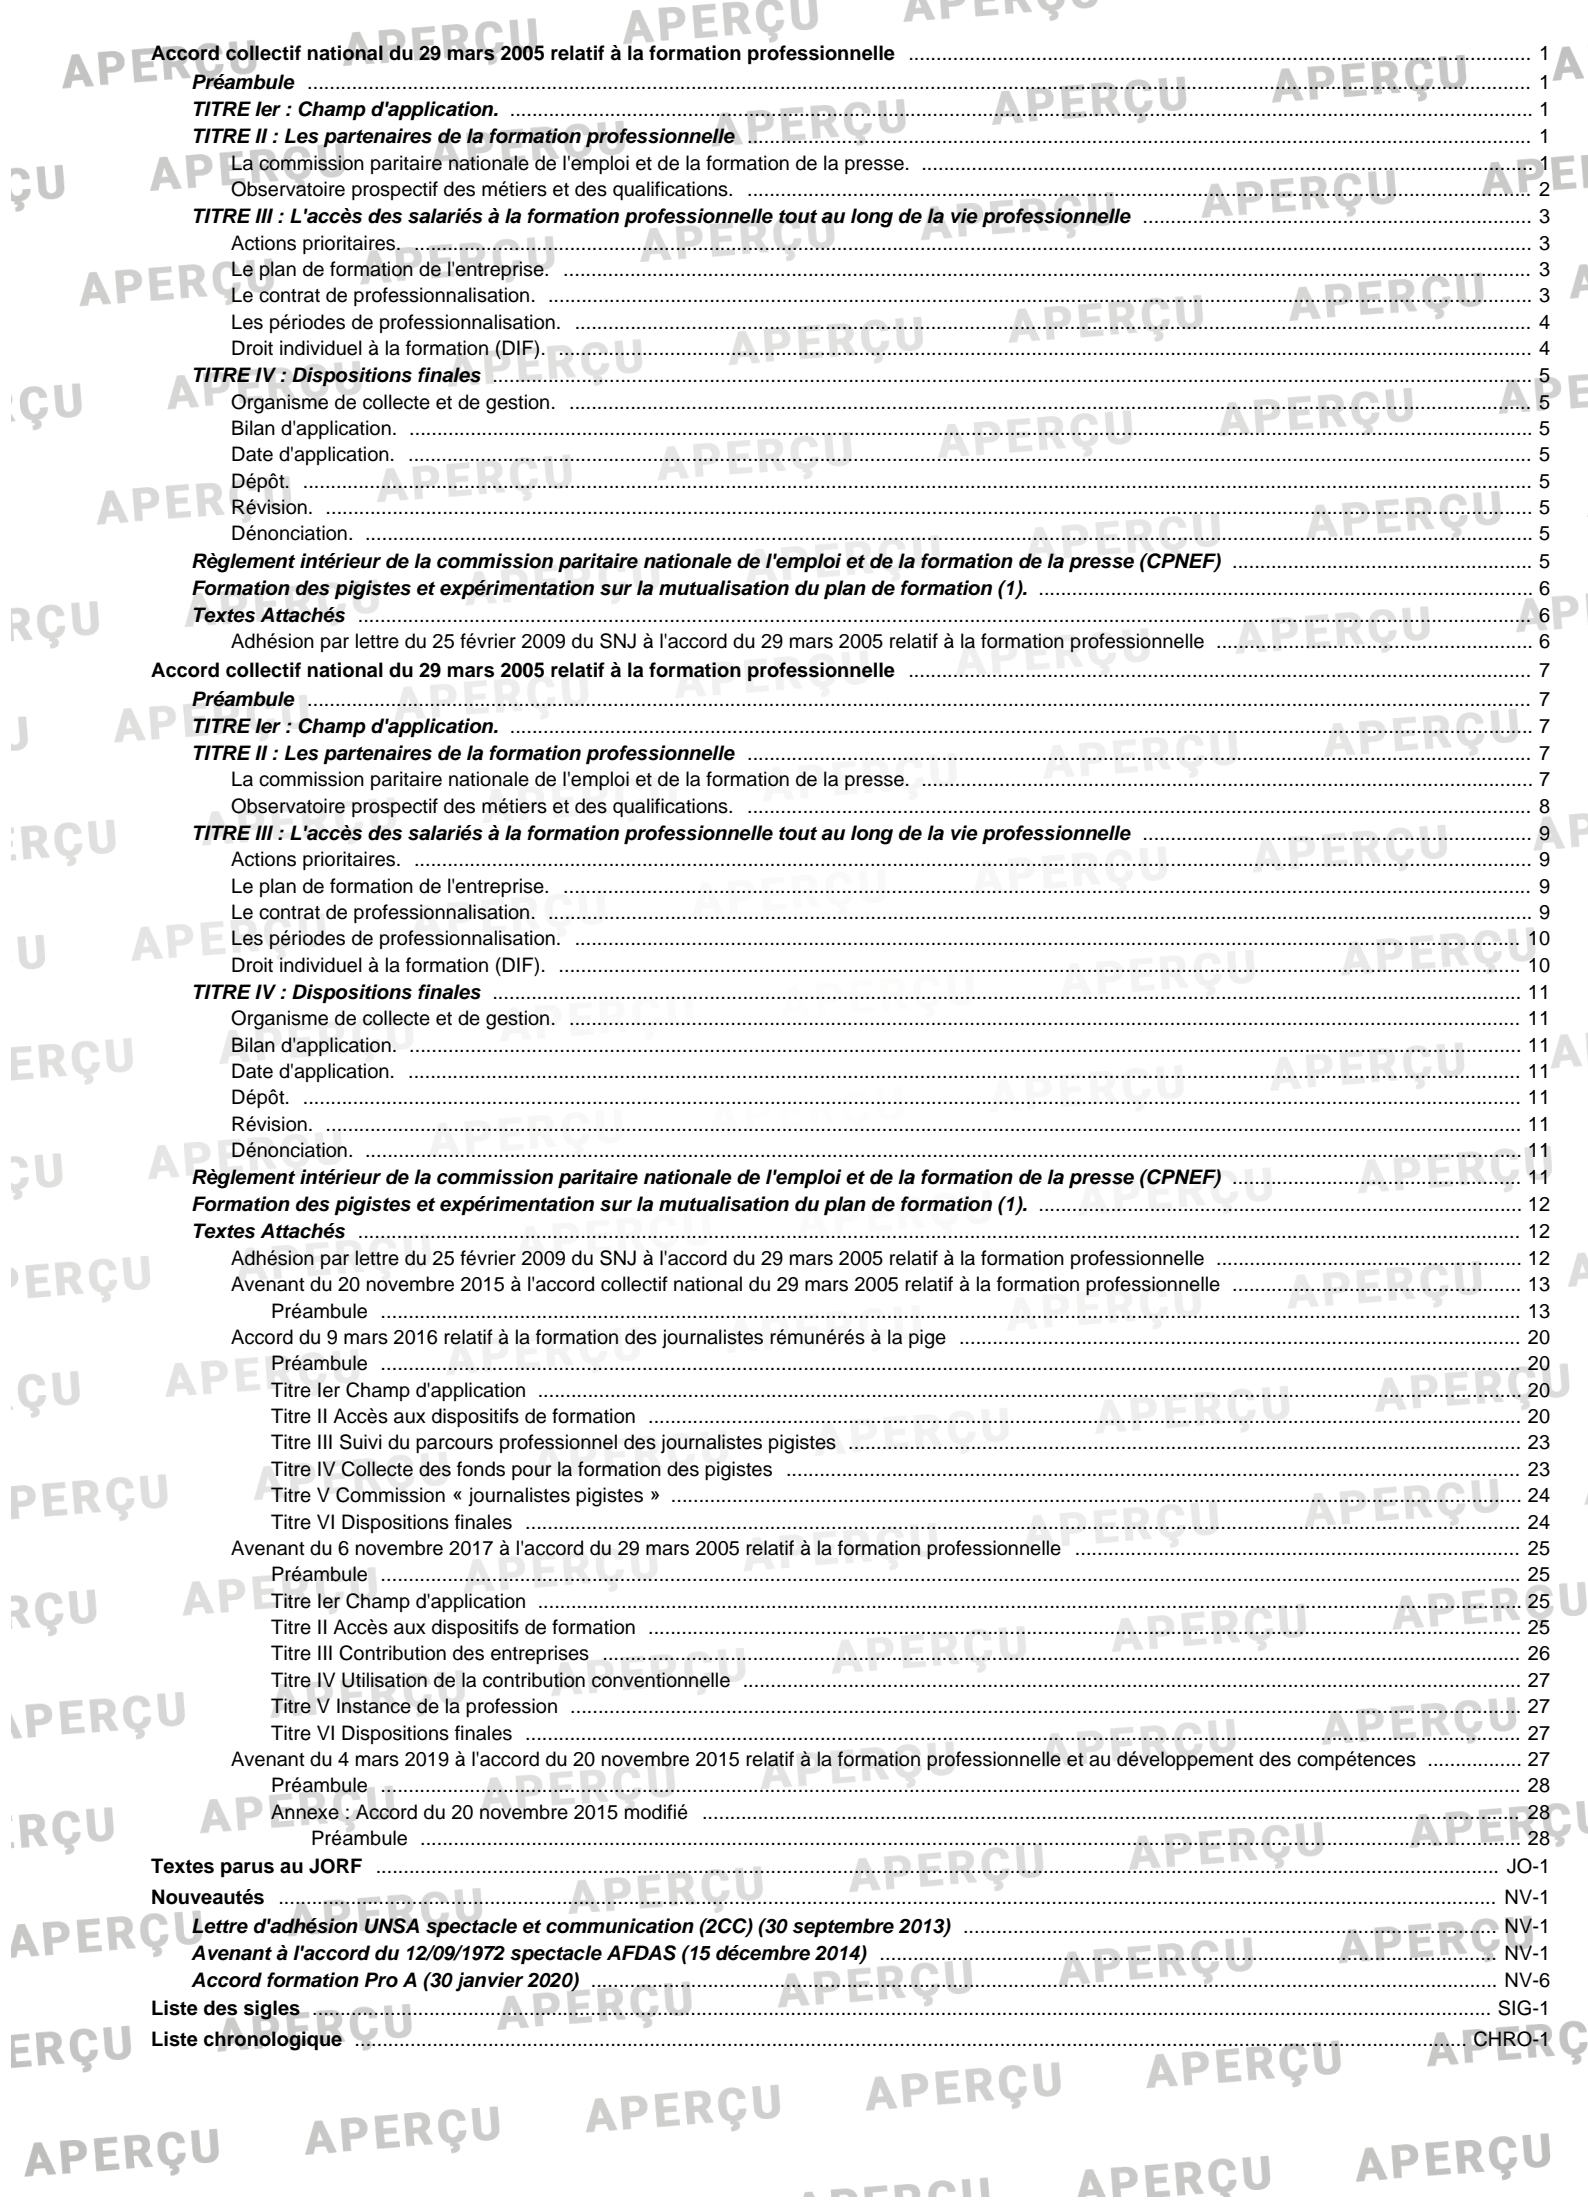 Accord collectif national du 29 mars 2005 relatif à la formation professionnelle 1
Préambule 1
TITRE Ier : Champ d'application. 1
TITRE II : Les partenaires de la formation professionnelle 1
La commission paritaire nationale de l'emploi et de la formation de la presse. 1
Observatoire prospectif des métiers et des qualifications. 2
TITRE III : L'accès des salariés à la formation professionnelle tout au long de la vie professionnelle 3
Actions prioritaires. 3
Le plan de formation de l'entreprise. 3
Le contrat de professionnalisation. 3
Les périodes de professionnalisation. 4
Droit individuel à la formation (DIF). 4
TITRE IV : Dispositions finales 5
Organisme de collecte et de gestion. 5
Bilan d'application. 5
Date d'application. 5
Dépôt. 5
Révision. 5
Dénonciation. 5
Règlement intérieur de la commission paritaire nationale de l'emploi et de la formation de la presse (CPNEF) 5
Formation des pigistes et expérimentation sur la mutualisation du plan de formation (1). 6
Textes Attachés 6
Adhésion par lettre du 25 février 2009 du SNJ à l'accord du 29 mars 2005 relatif à la formation professionnelle 6
Accord collectif national du 29 mars 2005 relatif à la formation professionnelle 7
Préambule 7
TITRE Ier : Champ d'application. 7
TITRE II : Les partenaires de la formation professionnelle 7
La commission paritaire nationale de l'emploi et de la formation de la presse. 7
Observatoire prospectif des métiers et des qualifications. 8
TITRE III : L'accès des salariés à la formation professionnelle tout au long de la vie professionnelle 9
Actions prioritaires. 9
Le plan de formation de l'entreprise. 9
Le contrat de professionnalisation. 9
Les périodes de professionnalisation. 10
Droit individuel à la formation (DIF). 10
TITRE IV : Dispositions finales 11
Organisme de collecte et de gestion. 11
Bilan d'application. 11
Date d'application. 11
Dépôt. 11
Révision. 11
Dénonciation. 11
Règlement intérieur de la commission paritaire nationale de l'emploi et de la formation de la presse (CPNEF) 11
Formation des pigistes et expérimentation sur la mutualisation du plan de formation (1). 12
Textes Attachés 12
Adhésion par lettre du 25 février 2009 du SNJ à l'accord du 29 mars 2005 relatif à la formation professionnelle 12
Avenant du 20 novembre 2015 à l'accord collectif national du 29 mars 2005 relatif à la formation professionnelle 13
Préambule 13
Accord du 9 mars 2016 relatif à la formation des journalistes rémunérés à la pige 20
Préambule 20
Titre Ier Champ d'application 20
Titre II Accès aux dispositifs de formation 20
Titre III Suivi du parcours professionnel des journalistes pigistes 23
Titre IV Collecte des fonds pour la formation des pigistes 23
Titre V Commission « journalistes pigistes » 24
Titre VI Dispositions finales 24
Avenant du 6 novembre 2017 à l'accord du 29 mars 2005 relatif à la formation professionnelle 25
Préambule 25
Titre Ier Champ d'application 25
Titre II Accès aux dispositifs de formation 25
Titre III Contribution des entreprises 26
Titre IV Utilisation de la contribution conventionnelle 27
Titre V Instance de la profession 27
Titre VI Dispositions finales 27
Avenant du 4 mars 2019 à l'accord du 20 novembre 2015 relatif à la formation professionnelle et au développement des compétences 27
Préambule 28
Annexe : Accord du 20 novembre 2015 modifié 28
Préambule 28
Textes parus au JORF JO-1
Nouveautés NV-1
Lettre d'adhésion UNSA spectacle et communication (2CC) (30 septembre 2013) NV-1
Avenant à l'accord du 12/09/1972 spectacle AFDAS (15 décembre 2014) NV-1
Accord formation Pro A (30 janvier 2020) NV-6
Liste des sigles SIG-1
Liste chronologique CHRO-1
APERÇU